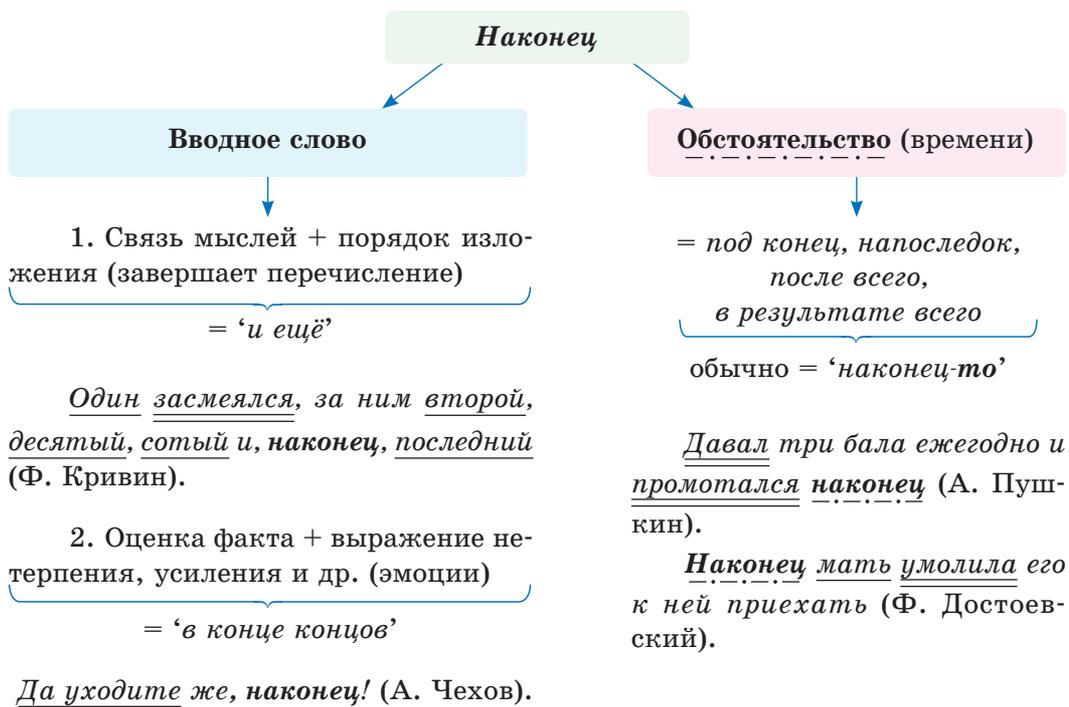 Наконец
Вводное слово
1. Связь мыслей + порядок изло-
жения (завершает перечисление)
= ‘и ещё’
Один засмеялся, за ним второй,
десятый, сотый и, наконец, последний
(Ф. Кривин).
2. Оценка факта + выражение не-
терпения, усиления и др. (эмоции)
= ‘в конце концов’
Да уходите же, наконец! (А. Чехов).
Обстоятельство (времени)
= под конец, напоследок,
после всего,
в результате всего
обычно = ‘наконец-то’
Давал три бала ежегодно и
промотался наконец (А. Пуш-
кин).
Наконец мать умолила его
к ней приехать (Ф. Достоев-
ский).